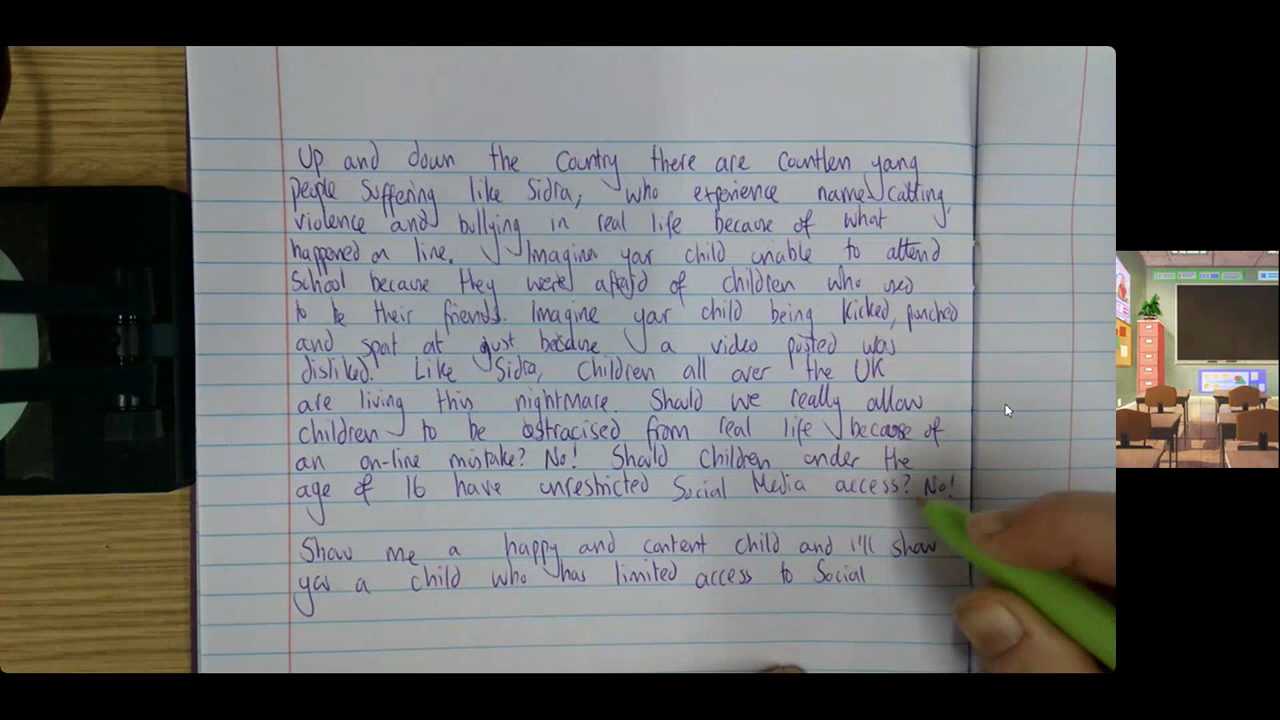 Up and down the Country there are Countless young
People suffering like Sidra, who experience name-calling,
violence and bullying in real life because of what
happened on line. Imagine your child unable to attend
School because they were afraid of children who used
to be their friends. Imagine your child being kicked, punched
and spat at just because a video posted was
disliked. Like Sidra, Children all over the UK
are living this nightmare. Should we really allow
children to be ostracised from real life because of
an on-line mistake? No! Should Children under the
age of 16 have unrestricted Social Media access? No!
Show me a happy and content child and i'll show
you a child who has limited access to Social